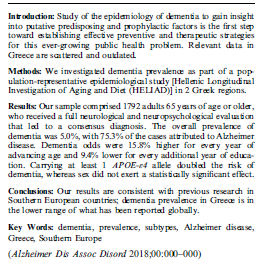 Introduction: Study of the epidemiology of dementia to gain insight
into putative predisposing and prophylactic factors is the first step
toward establishing effective preventive and therapeutic strategies
for this ever-growing public health problem. Relevant data in
Greece are scattered and outdated.
Methods: We investigated dementia prevalence as part of a pop-
ulation-representative epidemiological study [Hellenic Longitudinal
Investigation of Aging and Diet (HELIAD)] in 2 Greek regions.
Results: Our sample comprised 1792 adults 65 years of age or older,
who received a full neurological and neuropsychological evaluation
that led to a consensus diagnosis. The overall prevalence of
dementia was 5.0%, with 75.3% of the cases attributed to Alzheimer
disease. Dementia odds were 15.8% higher for every year of
advancing age and 9.4% lower for every additional year of educa-
tion. Carrying at least 1 APOE-ε4 allele doubled the risk of
dementia, whereas sex did not exert a statistically significant effect.
Conclusions: Our results are consistent with previous research in
Southern European countries; dementia prevalence in Greece is in
the lower range of what has been reported globally.
Key Words: dementia, prevalence, subtypes, Alzheimer disease,
Greece, Southern Europe
(Alzheimer Dis Assoc Disord 2018;00:000–000)